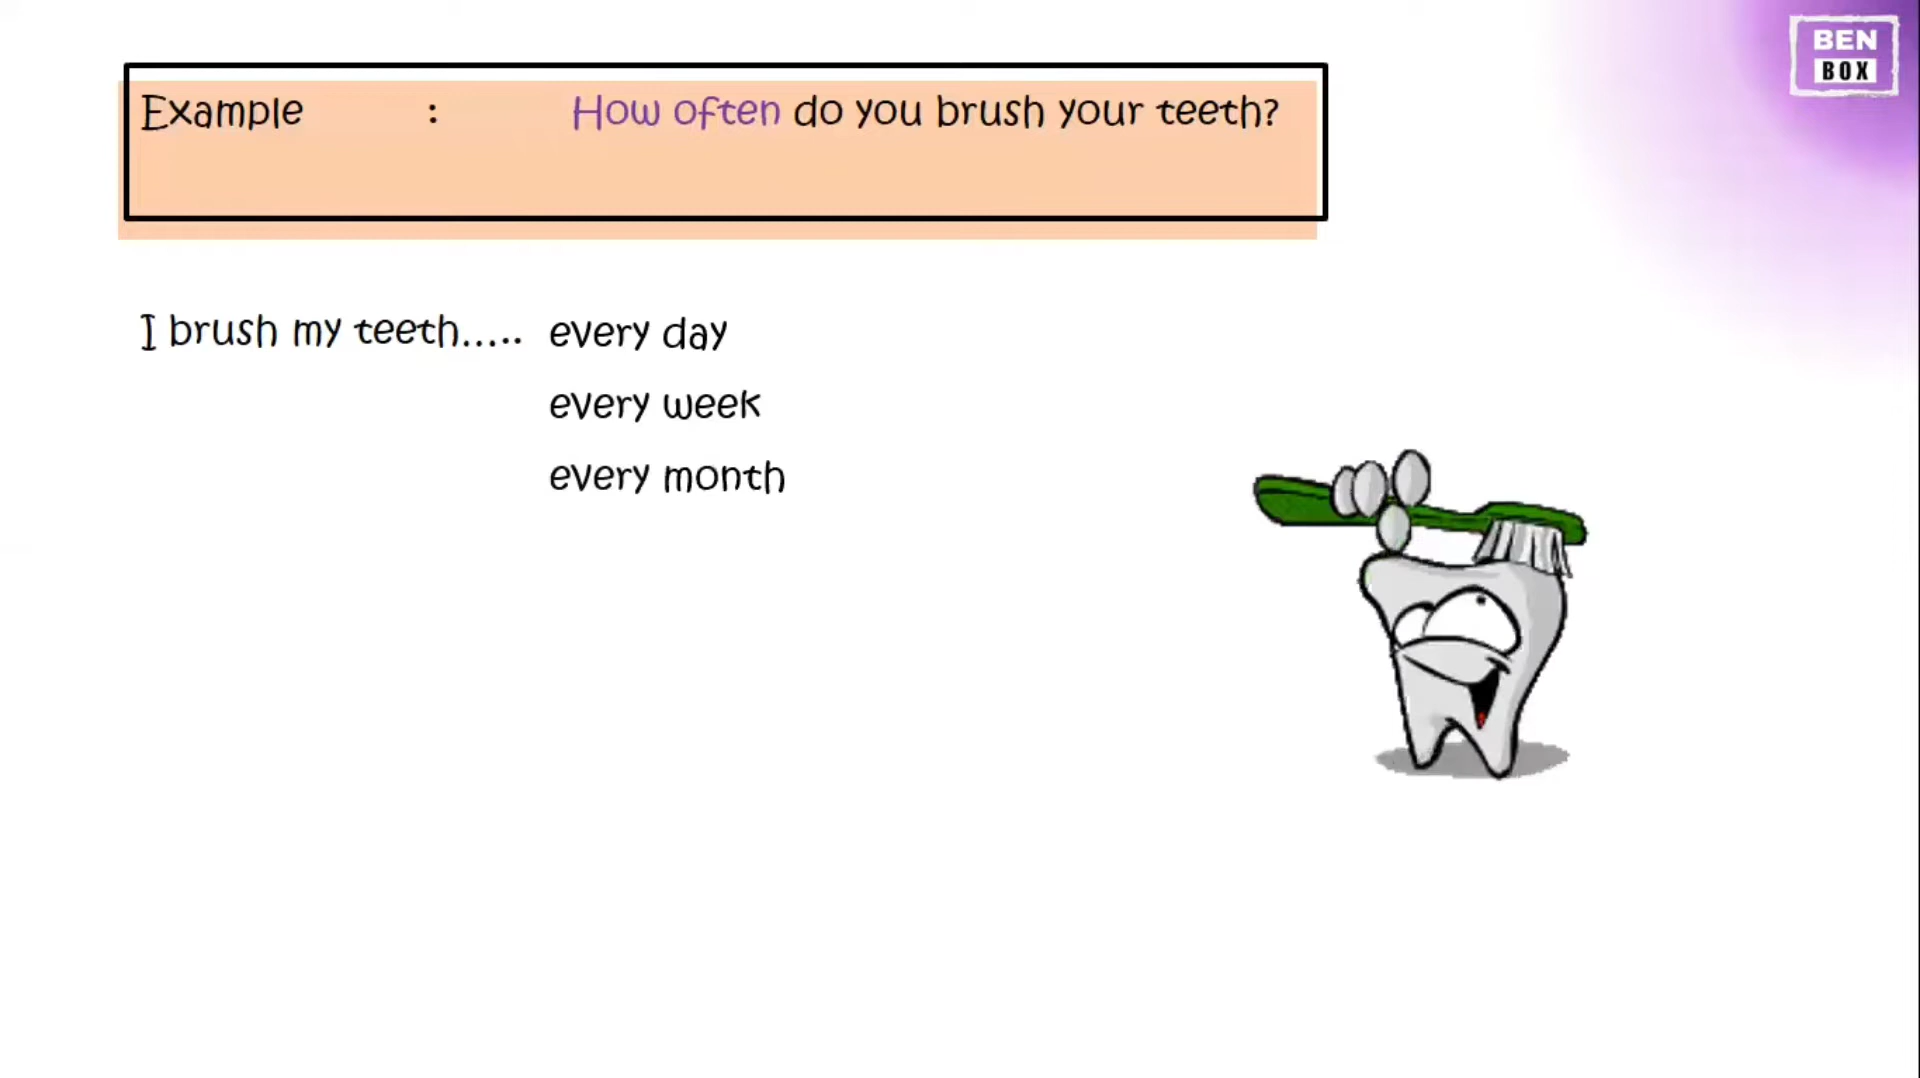 BEN
BOX
Example : How often do you brush your teeth?
I brush my teeth..... every day
every week
every month